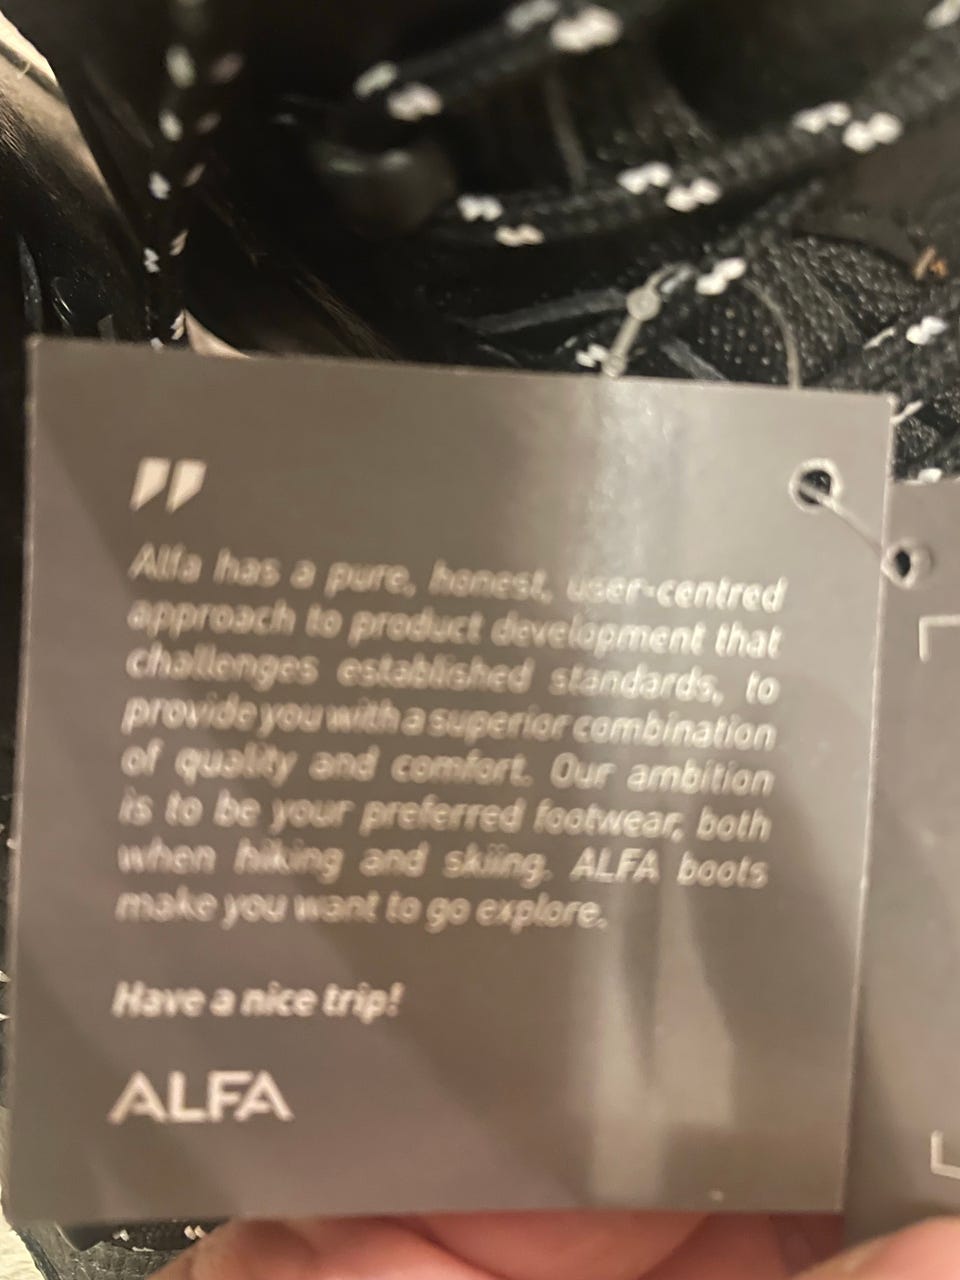 "
Alfa has a pure, honest, user-centred
approach to product development that
challenges established standards, to
provide you with a superior combination
of quality and comfort. Our ambition
is to be your preferred footwear, both
when hiking and skiing. ALFA boots
make you want to go explore.
Have a nice trip!
ALFA